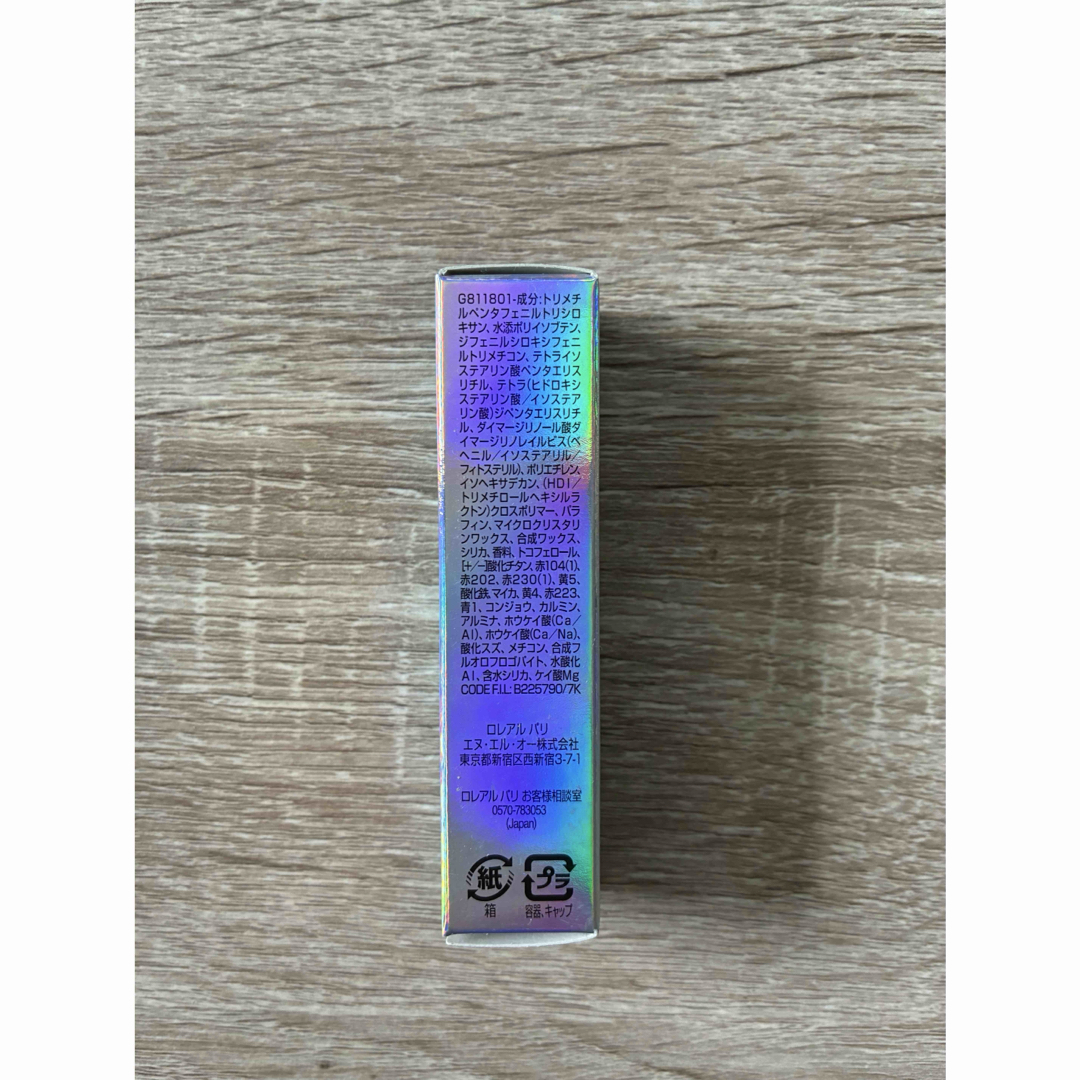 G811801-成分:トリメチ
ルペンタフェニルトリシロ
キサン、水添ポリイソブテン、
ジフェニルシロキシフェニ
ルトリメチコン、テトライソ
ステアリン酸ペンタエリス
リチル、テトラ(ヒドロキシ
ステアリン酸/イソステア
リン酸)ジペンタエリスリチ
ル、ダイマージリノール酸ダ
イマージリノレイルビス(ベ
ヘニル/イソステアリル/
フィトステリル)、ポリエチレン、
イソヘキサデカン、(HDI/
トリメチロールヘキシルラ
クトン)クロスポリマー、パラ
フィン、マイクロクリスタリ
ンワックス、合成ワックス、
シリカ、香料、トコフェロール、
[+/-]酸化チタン、赤104(1)、
赤202、赤230(1)、黄5、
酸化鉄、マイカ、黄4、赤223、
青1、コンジョウ、カルミン、
アルミナ、ホウケイ酸(Ca/
Al)、ホウケイ酸(Ca/Na)、
酸化スズ、メチコン、合成フ
ルオロフロゴパイト、水酸化
Al、含水シリカ、ケイ酸Mg
CODE F.I.L: B225790/7K
ロレアル パリ
エヌ・エル・オー株式会社
東京都新宿区西新宿3-7-1
ロレアル パリ お客様相談室
0570-783053
(Japan)
紙 プラ
箱 容器、キャップ